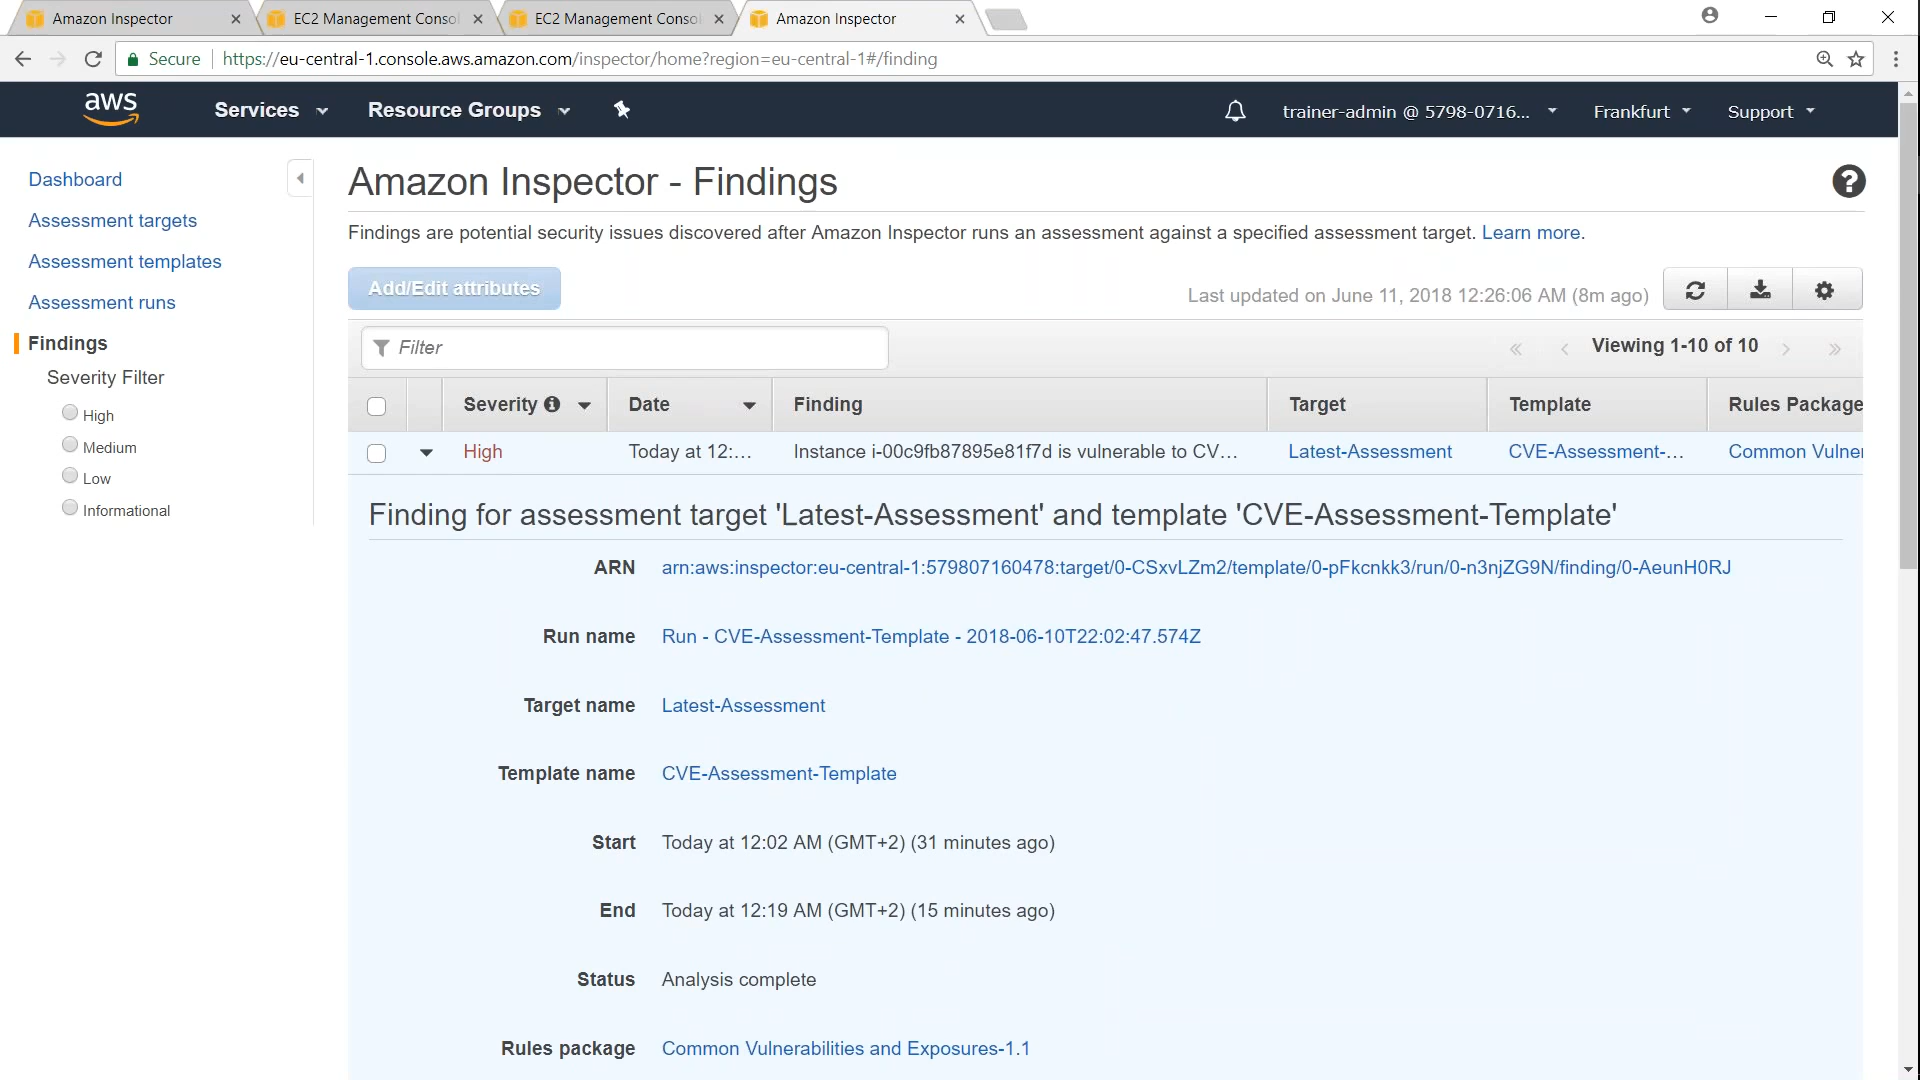 Amazon Inspector
EC2 Management Consol
EC2 Management Consol
Amazon Inspector
Secure
https://eu-central-1.console.aws.amazon.com/inspector/home?region=eu-central-1#/finding
aws
Services
Resource Groups
trainer-admin @ 5798-0716...
Frankfurt
Support
Dashboard
Assessment targets
Assessment templates
Assessment runs
Findings
Severity Filter
High
Medium
Low
Informational
Amazon Inspector - Findings
Findings are potential security issues discovered after Amazon Inspector runs an assessment against a specified assessment target. Learn more.
Add/Edit attributes
Last updated on June 11, 2018 12:26:06 AM (8m ago)
Filter
Viewing 1-10 of 10
Severity Date Finding Target Template Rules Package
High Today at 12:... Instance i-00c9fb87895e81f7d is vulnerable to CV... Latest-Assessment CVE-Assessment-... Common Vulner
Finding for assessment target 'Latest-Assessment' and template 'CVE-Assessment-Template'
ARN arn:aws:inspector:eu-central-1:579807160478:target/0-CSxvLZm2/template/0-pFkcnkk3/run/0-n3njZG9N/finding/0-AeunH0RJ
Run name Run - CVE-Assessment-Template - 2018-06-10T22:02:47.574Z
Target name Latest-Assessment
Template name CVE-Assessment-Template
Start Today at 12:02 AM (GMT+2) (31 minutes ago)
End Today at 12:19 AM (GMT+2) (15 minutes ago)
Status Analysis complete
Rules package Common Vulnerabilities and Exposures-1.1